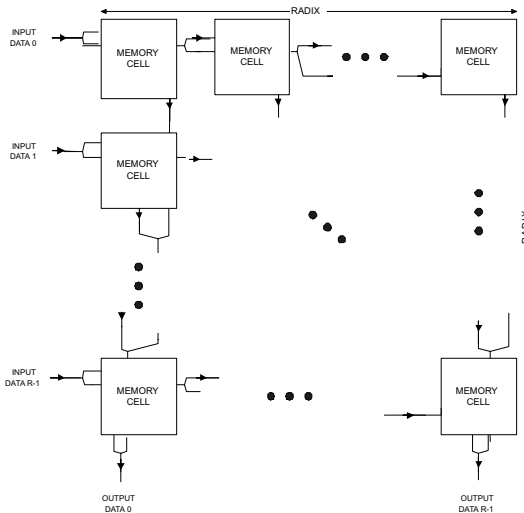 RADIX
INPUT
DATA 0
MEMORY
CELL
MEMORY
CELL
MEMORY
CELL
INPUT
DATA 1
MEMORY
CELL
RADIX
INPUT
DATA R-1
MEMORY
CELL
MEMORY
CELL
OUTPUT
DATA 0
OUTPUT
DATA R-1